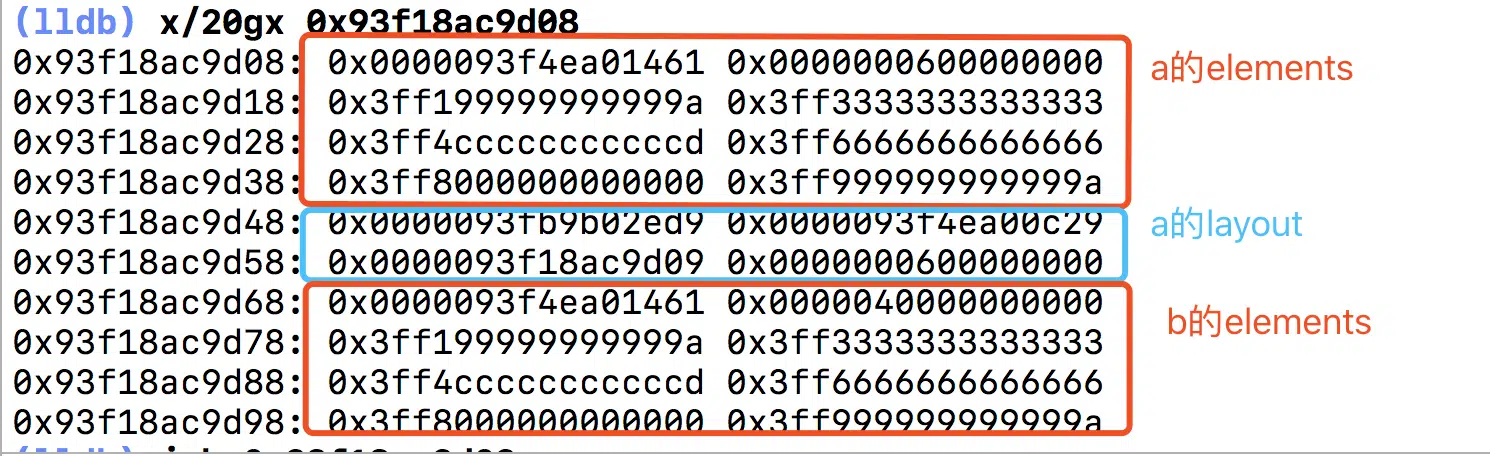 (lldb) x/20gx 0x93f18ac9d08
0x93f18ac9d08: 0x0000093f4ea01461 0x0000000600000000 a的elements
0x93f18ac9d18: 0x3ff199999999999a 0x3ff3333333333333
0x93f18ac9d28: 0x3ff4cccccccccccd 0x3ff6666666666666
0x93f18ac9d38: 0x3ff8000000000000 0x3ff999999999999a
0x93f18ac9d48: 0x0000093fb9b02ed9 0x0000093f4ea00c29 a的layout
0x93f18ac9d58: 0x0000093f18ac9d09 0x0000000600000000
0x93f18ac9d68: 0x0000093f4ea01461 0x0000040000000000 b的elements
0x93f18ac9d78: 0x3ff199999999999a 0x3ff3333333333333
0x93f18ac9d88: 0x3ff4cccccccccccd 0x3ff6666666666666
0x93f18ac9d98: 0x3ff8000000000000 0x3ff999999999999a